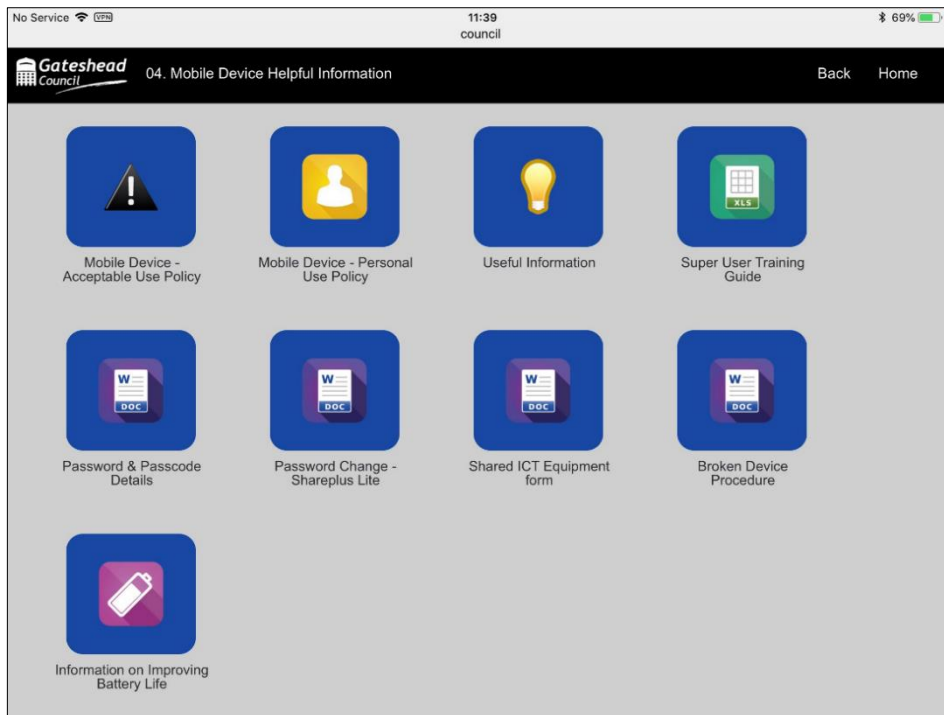 No Service VPN 11:39 69%
council
Gateshead Council 04. Mobile Device Helpful Information Back Home
Mobile Device -
Acceptable Use Policy
Mobile Device - Personal
Use Policy
Useful Information
XLS
Super User Training
Guide
W
DOC
Password & Passcode
Details
W
DOC
Password Change -
Shareplus Lite
W
DOC
Shared ICT Equipment
form
W
DOC
Broken Device
Procedure
Information on Improving
Battery Life